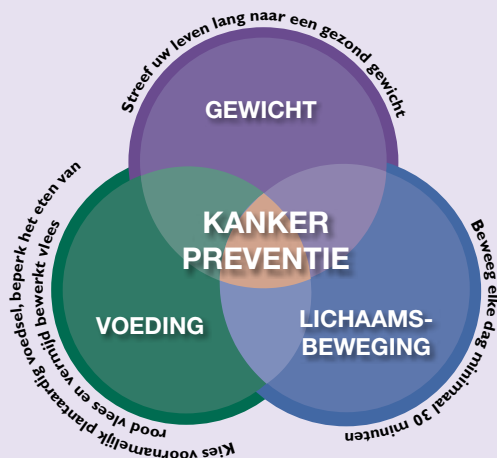 Streef uw leven lang naar een gezond gewicht
GEWICHT
KANKER
PREVENTIE
VOEDING
LICHAAMS-
BEWEGING
Kies voornamelijk plantaardig voedsel, beperk het eten van
rood vlees en vermijd bewerkt vlees
Beweeg elke dag minimaal 30 minuten